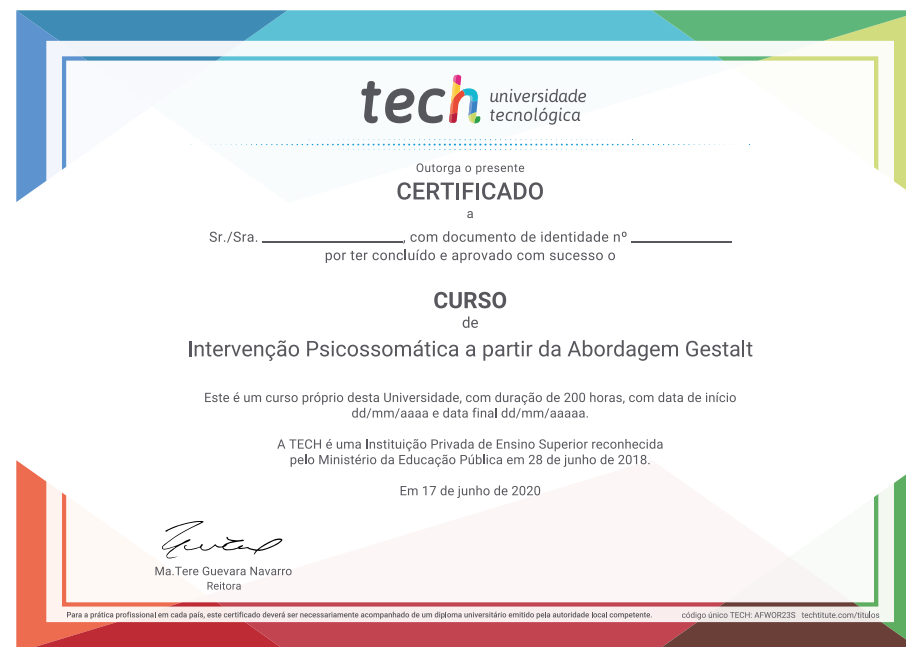 tech universidade
tecnológica
Outorga o presente
CERTIFICADO
a
Sr./Sra. ____________, com documento de identidade nº ____________
por ter concluído e aprovado com sucesso o
CURSO
de
Intervenção Psicossomática a partir da Abordagem Gestalt
Este é um curso próprio desta Universidade, com duração de 200 horas, com data de início
dd/mm/aaaa e data final dd/mm/aaaaa.
A TECH é uma Instituição Privada de Ensino Superior reconhecida
pelo Ministério da Educação Pública em 28 de junho de 2018.
Em 17 de junho de 2020
Ma.Tere Guevara Navarro
Reitora
Para a prática profissional em cada país, este certificado deverá ser necessariamente acompanhado de um diploma universitário emitido pela autoridade local competente.
código único TECH: AFWOR23S techtitute.com/titulos